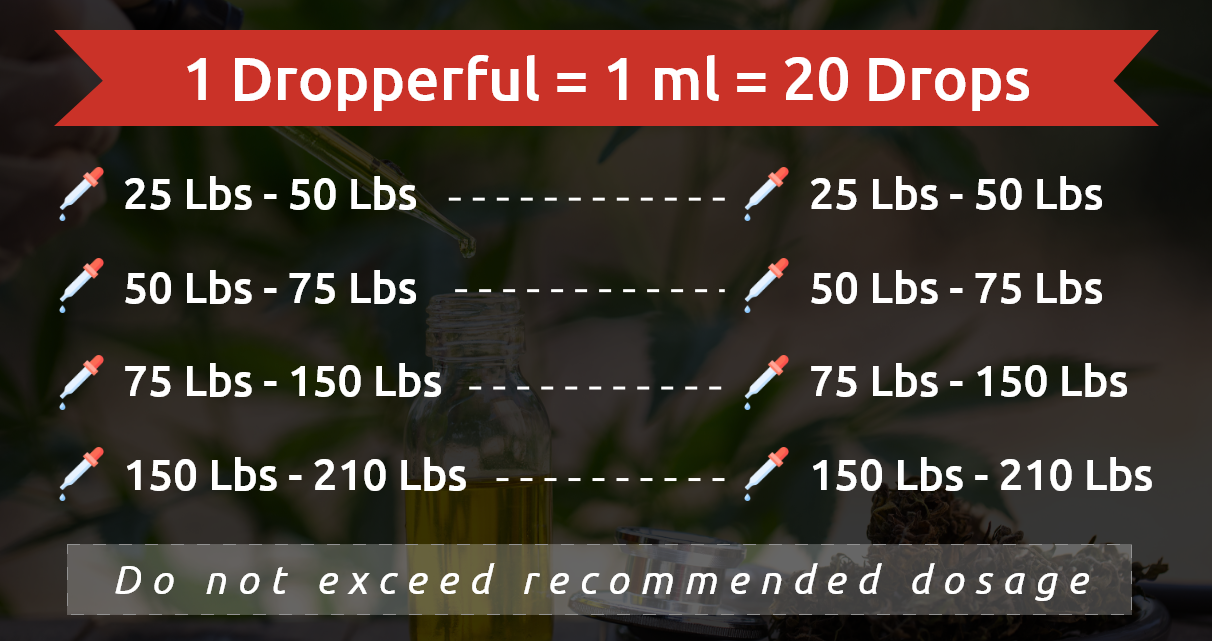 1 Dropperful = 1 ml = 20 Drops
25 Lbs - 50 Lbs ------------ 25 Lbs - 50 Lbs
50 Lbs - 75 Lbs ------------ 50 Lbs - 75 Lbs
75 Lbs - 150 Lbs ----------- 75 Lbs - 150 Lbs
150 Lbs - 210 Lbs ---------- 150 Lbs - 210 Lbs
Do not exceed recommended dosage